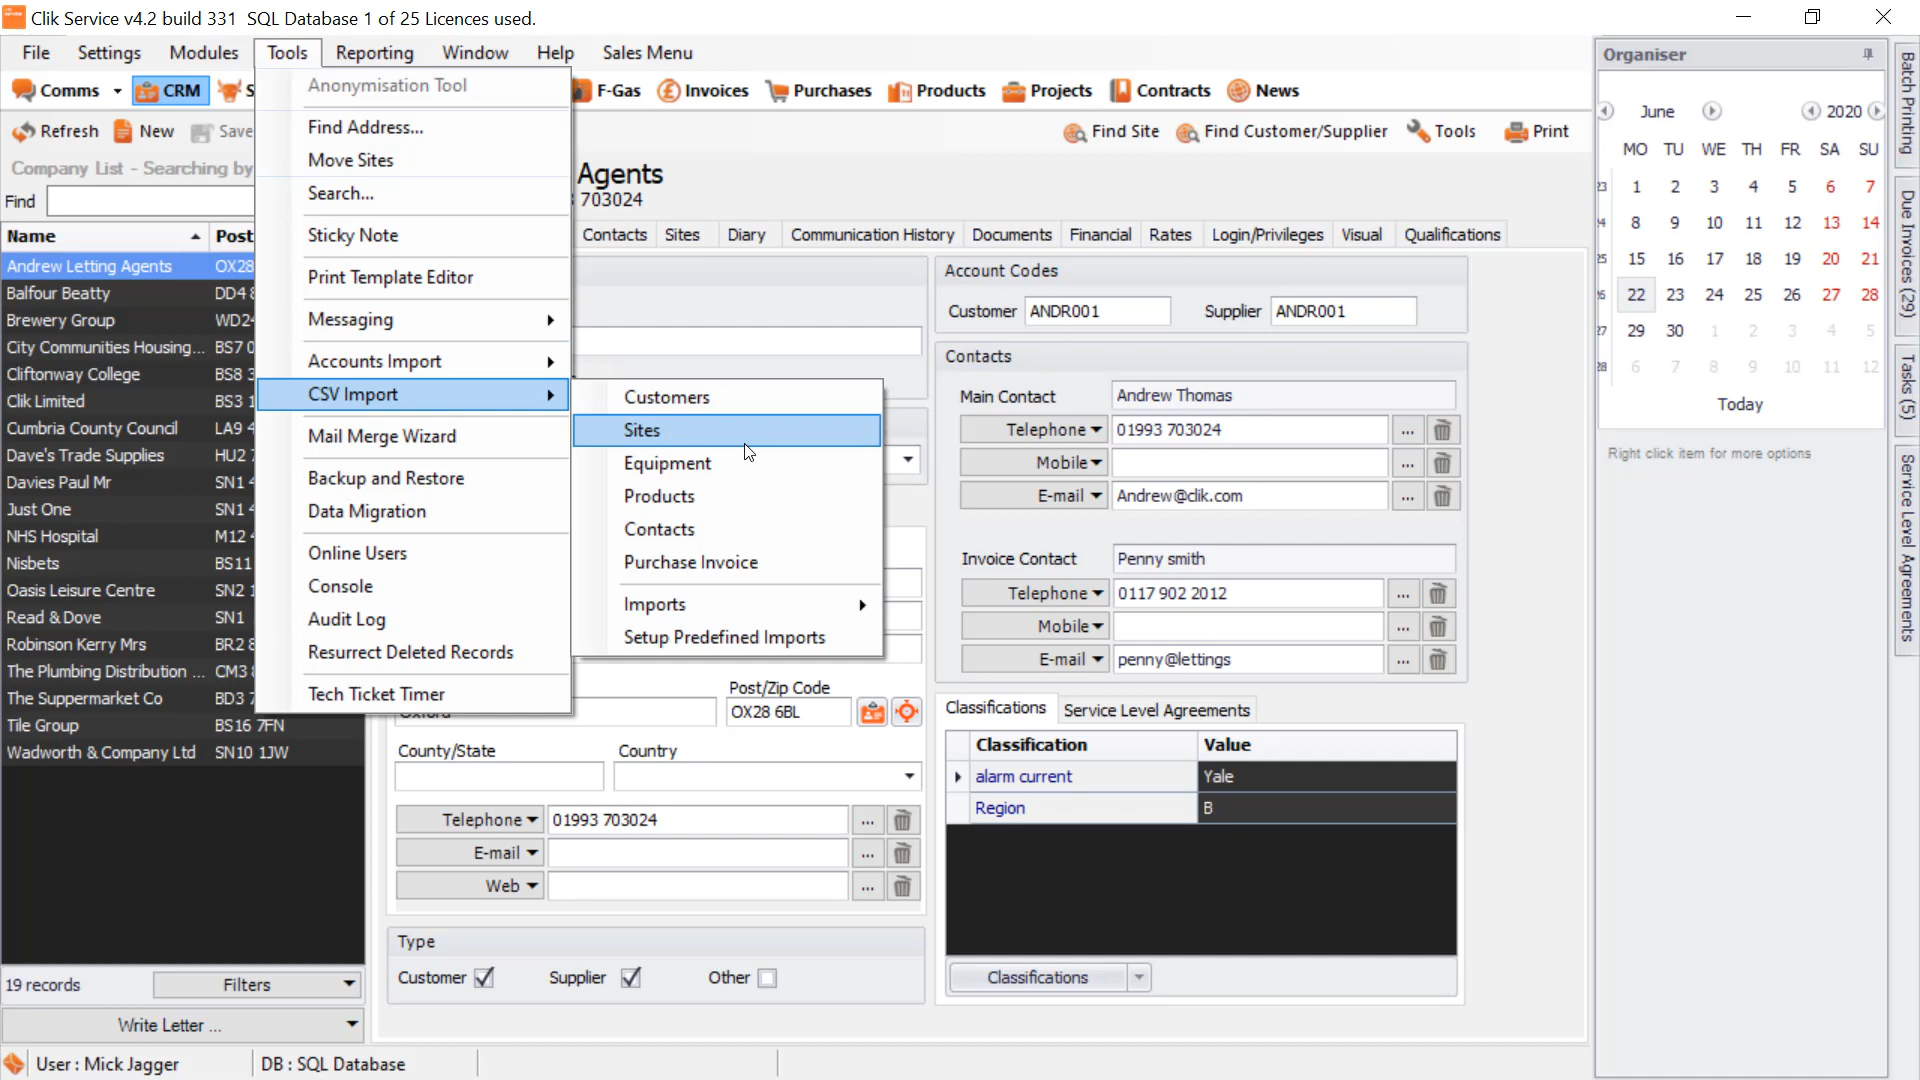 Clik Service v4.2 build 331 SQL Database 1 of 25 Licences used.
File Settings Modules Tools Reporting Window Help Sales Menu
Comms CRM S F-Gas Invoices Purchases Products Projects Contracts News
Refresh New Save Find Site Find Customer/Supplier Tools Print
Company List - Searching by
Agents
703024
Find
Name Post
Contacts Sites Diary Communication History Documents Financial Rates Login/Privileges Visual Qualifications
Andrew Letting Agents OX28
Balfour Beatty DD4
Brewery Group WD24
City Communities Housing... BS7 0
Cliftonway College BS8
Clik Limited BS3 1
Cumbria County Council LA9 4
Dave's Trade Supplies HU2
Davies Paul Mr SN1 4
Just One SN1 4
NHS Hospital M12 4
Nisbets BS11
Oasis Leisure Centre SN2
Read & Dove SN1
Robinson Kerry Mrs BR2
The Plumbing Distribution ... CM3
The Suppermarket Co BD3
Tile Group BS16 7FN
Wadworth & Company Ltd SN10 1JW
19 records Filters
Write Letter ...
Anonymisation Tool
Find Address...
Move Sites
Search...
Sticky Note
Print Template Editor
Messaging
Accounts Import
CSV Import
Mail Merge Wizard
Backup and Restore
Data Migration
Online Users
Console
Audit Log
Resurrect Deleted Records
Tech Ticket Timer
Customers
Sites
Equipment
Products
Contacts
Purchase Invoice
Imports
Setup Predefined Imports
Post/Zip Code
OX28 6BL
County/State Country
Telephone 01993 703024 ...
E-mail ...
Web ...
Type
Customer Supplier Other
Account Codes
Customer ANDR001 Supplier ANDR001
Contacts
Main Contact Andrew Thomas
Telephone 01993 703024 ...
Mobile ...
E-mail Andrew@clik.com ...
Invoice Contact Penny smith
Telephone 0117 902 2012 ...
Mobile ...
E-mail penny@lettings ...
Classifications Service Level Agreements
Classification Value
alarm current Yale
Region B
Classifications
Organiser
June 2020
MO TU WE TH FR SA SU
23 1 2 3 4 5 6 7
8 9 10 11 12 13 14
15 16 17 18 19 20 21
22 23 24 25 26 27 28
29 30 1 2 3 4 5
6 7 8 9 10 11 12
Today
Right click item for more options
Batch Printing
Due Invoices (29)
Tasks (5)
Service Level Agreements
User : Mick Jagger DB : SQL Database